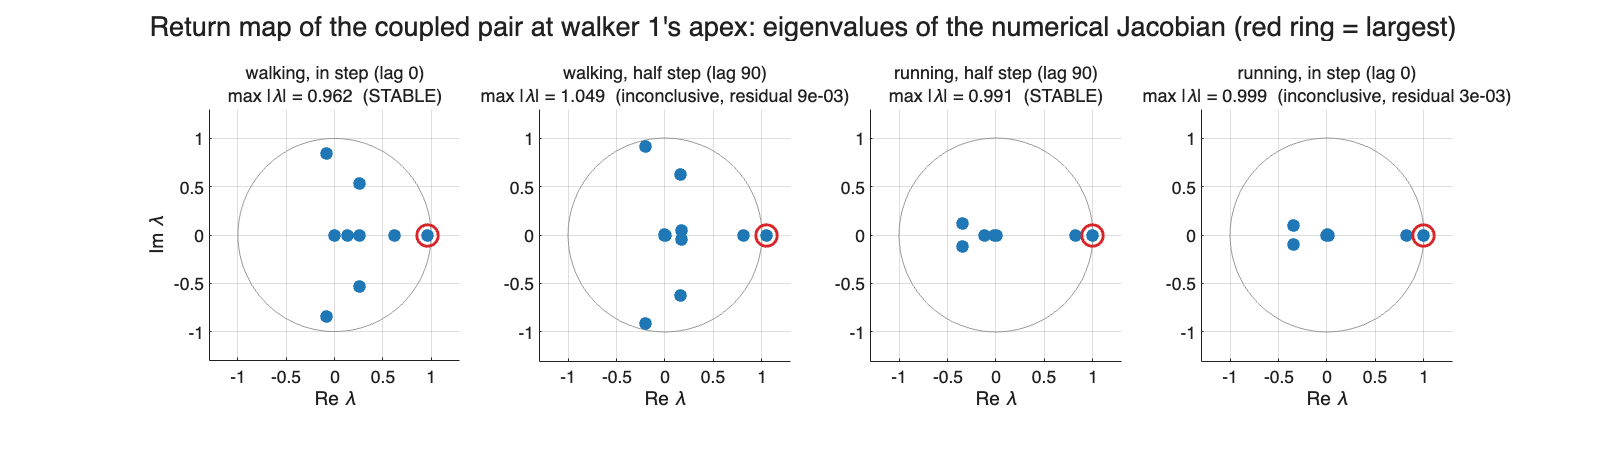 Return map of the coupled pair at walker 1's apex: eigenvalues of the numerical Jacobian (red ring = largest)
walking, in step (lag 0)
max |λ| = 0.962 (STABLE)
1
0.5
0
-0.5
-1
Im λ
-1 -0.5 0 0.5 1
Re λ
walking, half step (lag 90)
max |λ| = 1.049 (inconclusive, residual 9e-03)
1
0.5
0
-0.5
-1
-1 -0.5 0 0.5 1
Re λ
running, half step (lag 90)
max |λ| = 0.991 (STABLE)
1
0.5
0
-0.5
-1
-1 -0.5 0 0.5 1
Re λ
running, in step (lag 0)
max |λ| = 0.999 (inconclusive, residual 3e-03)
1
0.5
0
-0.5
-1
-1 -0.5 0 0.5 1
Re λ